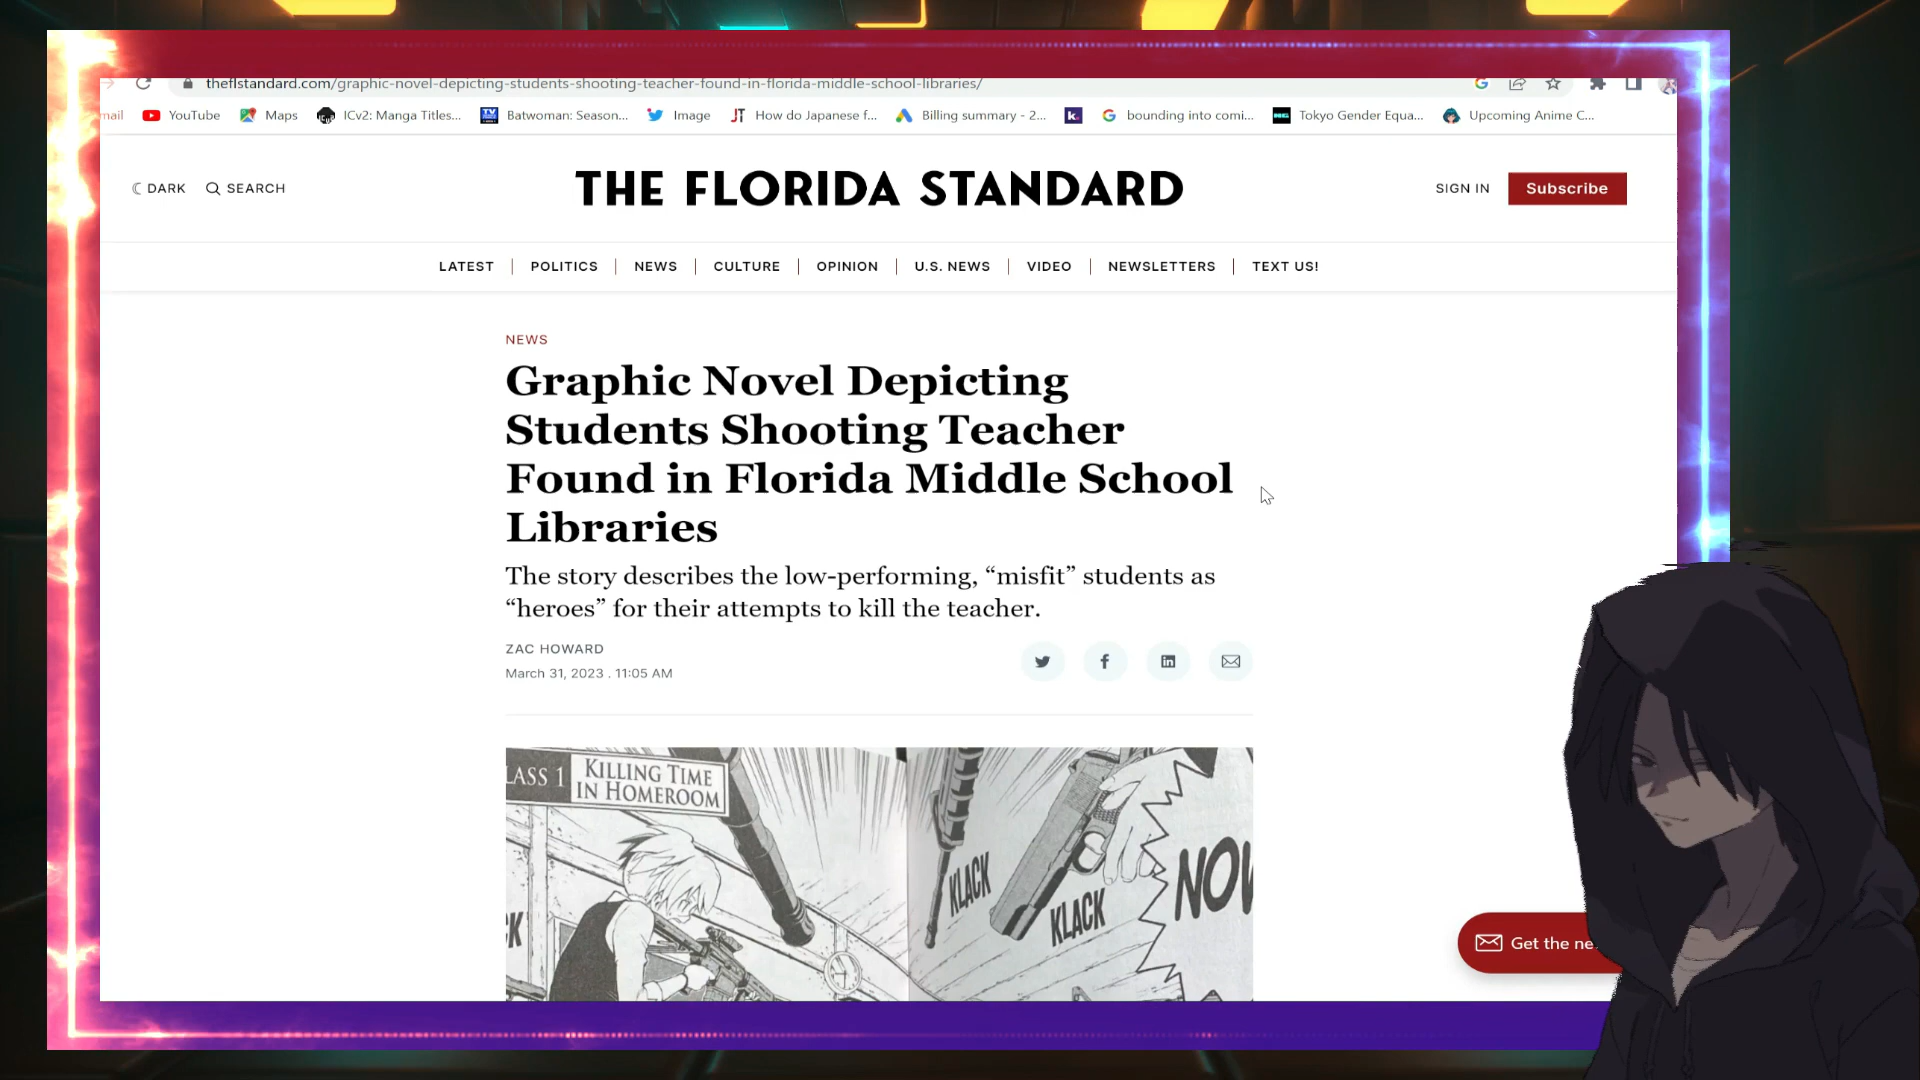 theflstandard.com/graphic-novel-depicting-students-shooting-teacher-found-in-florida-middle-school-libraries/
mail YouTube Maps ICv2: Manga Titles... Batwoman: Season... Image How do Japanese f... Billing summary - 2... bounding into comi... Tokyo Gender Equa... Upcoming Anime C...
DARK SEARCH THE FLORIDA STANDARD SIGN IN Subscribe
LATEST POLITICS NEWS CULTURE OPINION U.S. NEWS VIDEO NEWSLETTERS TEXT US!
NEWS
Graphic Novel Depicting
Students Shooting Teacher
Found in Florida Middle School
Libraries
The story describes the low-performing, “misfit” students as
“heroes” for their attempts to kill the teacher.
ZAC HOWARD
March 31, 2023 . 11:05 AM
LASS 1 KILLING TIME
IN HOMEROOM
KLACK
KLACK
NOW
CK
Get the ne